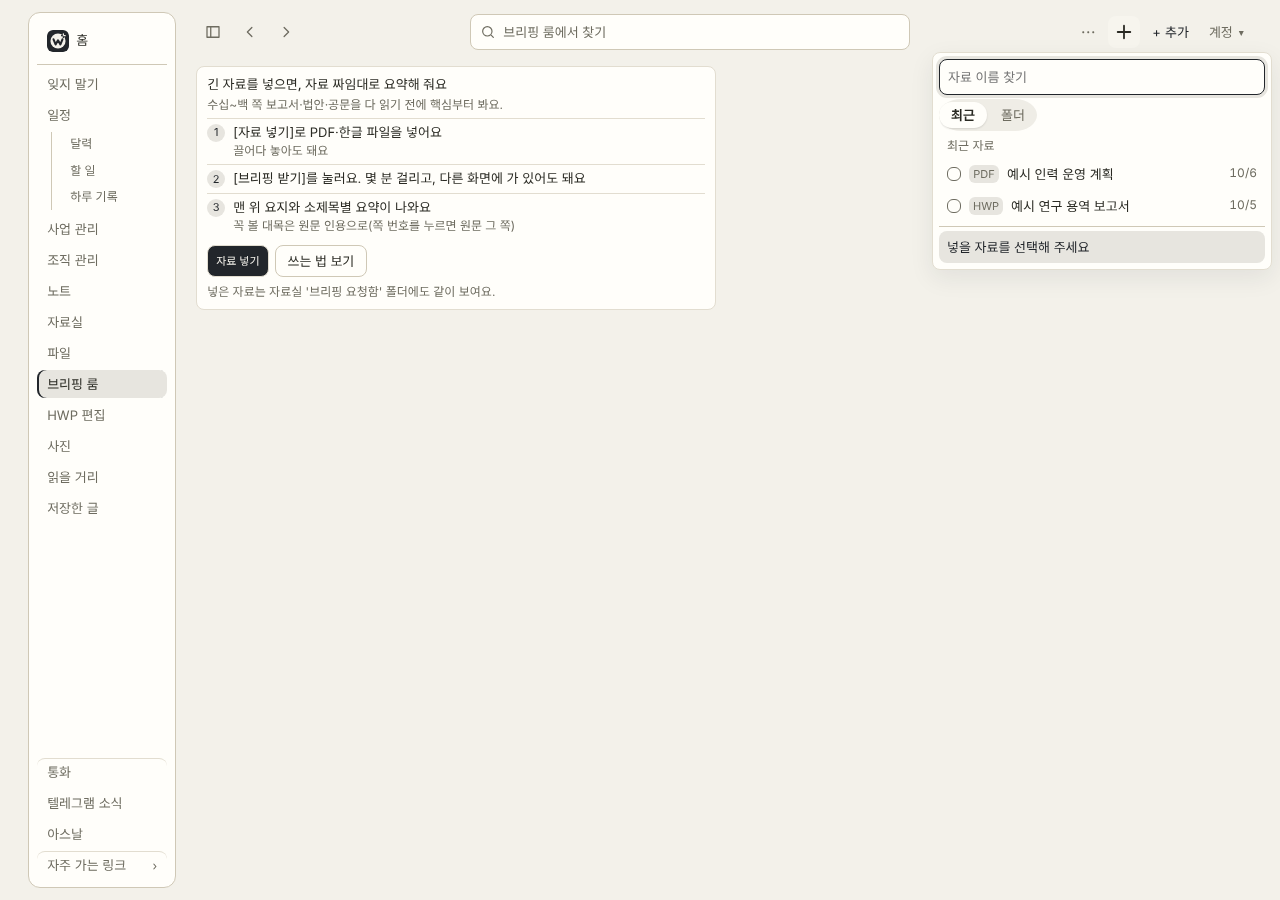 홈
잊지 말기
일정
달력
할 일
하루 기록
사업 관리
조직 관리
노트
자료실
파일
브리핑 룸
HWP 편집
사진
읽을 거리
저장한 글
통화
텔레그램 소식
아스날
자주 가는 링크 ›
브리핑 룸에서 찾기
··· + 추가 계정 ▾
긴 자료를 넣으면, 자료 짜임대로 요약해 줘요
수십~백 쪽 보고서·법안·공문을 다 읽기 전에 핵심부터 봐요.
1 [자료 넣기]로 PDF·한글 파일을 넣어요
끌어다 놓아도 돼요
2 [브리핑 받기]를 눌러요. 몇 분 걸리고, 다른 화면에 가 있어도 돼요
3 맨 위 요지와 소제목별 요약이 나와요
꼭 볼 대목은 원문 인용으로(쪽 번호를 누르면 원문 그 쪽)
자료 넣기 쓰는 법 보기
넣은 자료는 자료실 '브리핑 요청함' 폴더에도 같이 보여요.
자료 이름 찾기
최근 폴더
최근 자료
PDF 예시 인력 운영 계획 10/6
HWP 예시 연구 용역 보고서 10/5
넣을 자료를 선택해 주세요